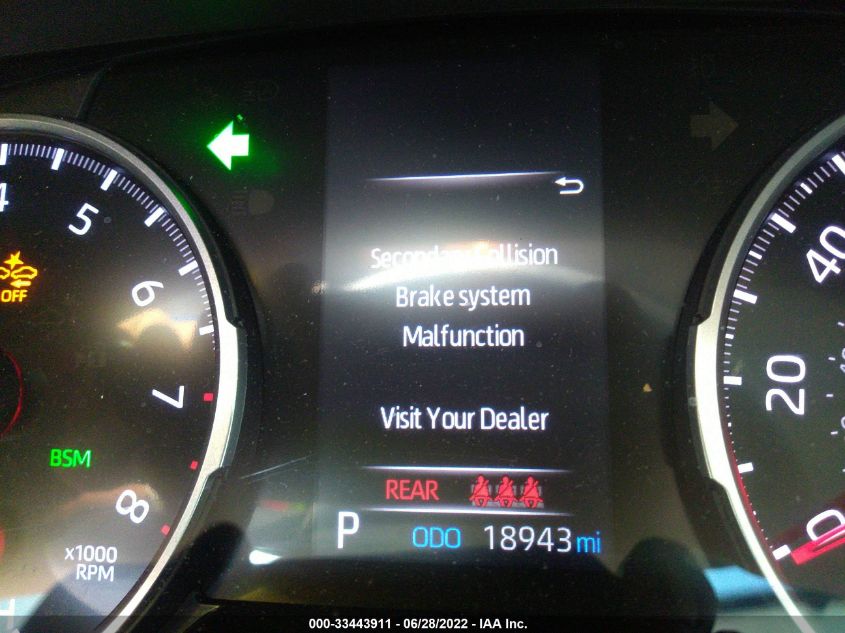 4
5
6
7
8
x1000
RPM
OFF
BSM
Secondary Collision
Brake system
Malfunction
Visit Your Dealer
REAR
P ODO 18943 mi
40
20
0
000-33443911 - 06/28/2022 - IAA Inc.